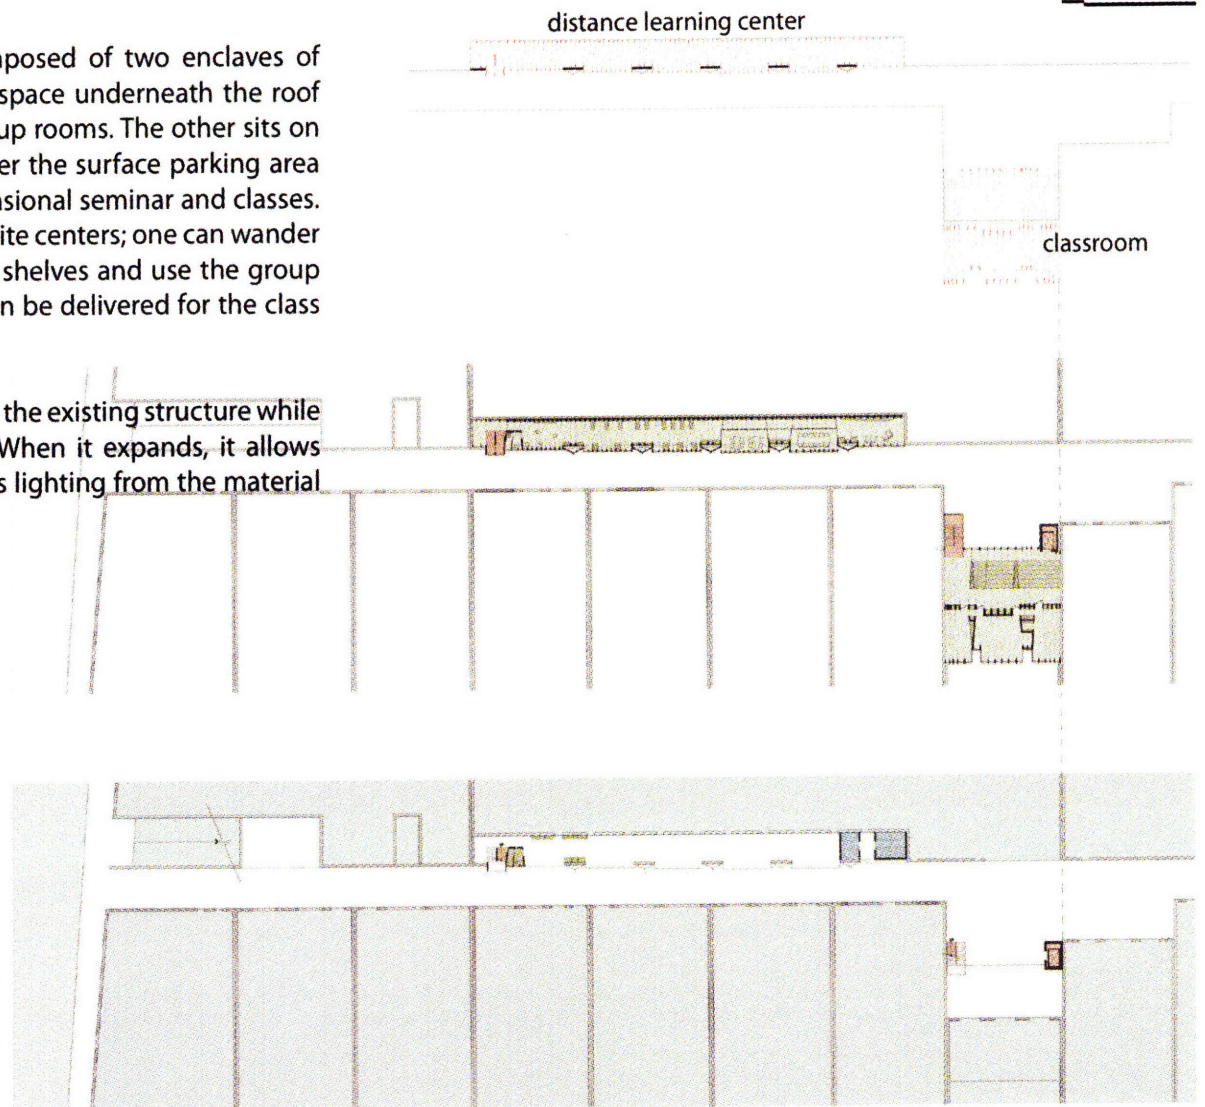 distance learning center
posed of two enclaves of
space underneath the roof
up rooms. The other sits on
er the surface parking area
sional seminar and classes.
ite centers; one can wander
shelves and use the group
n be delivered for the class
classroom
the existing structure while
When it expands, it allows
s lighting from the material